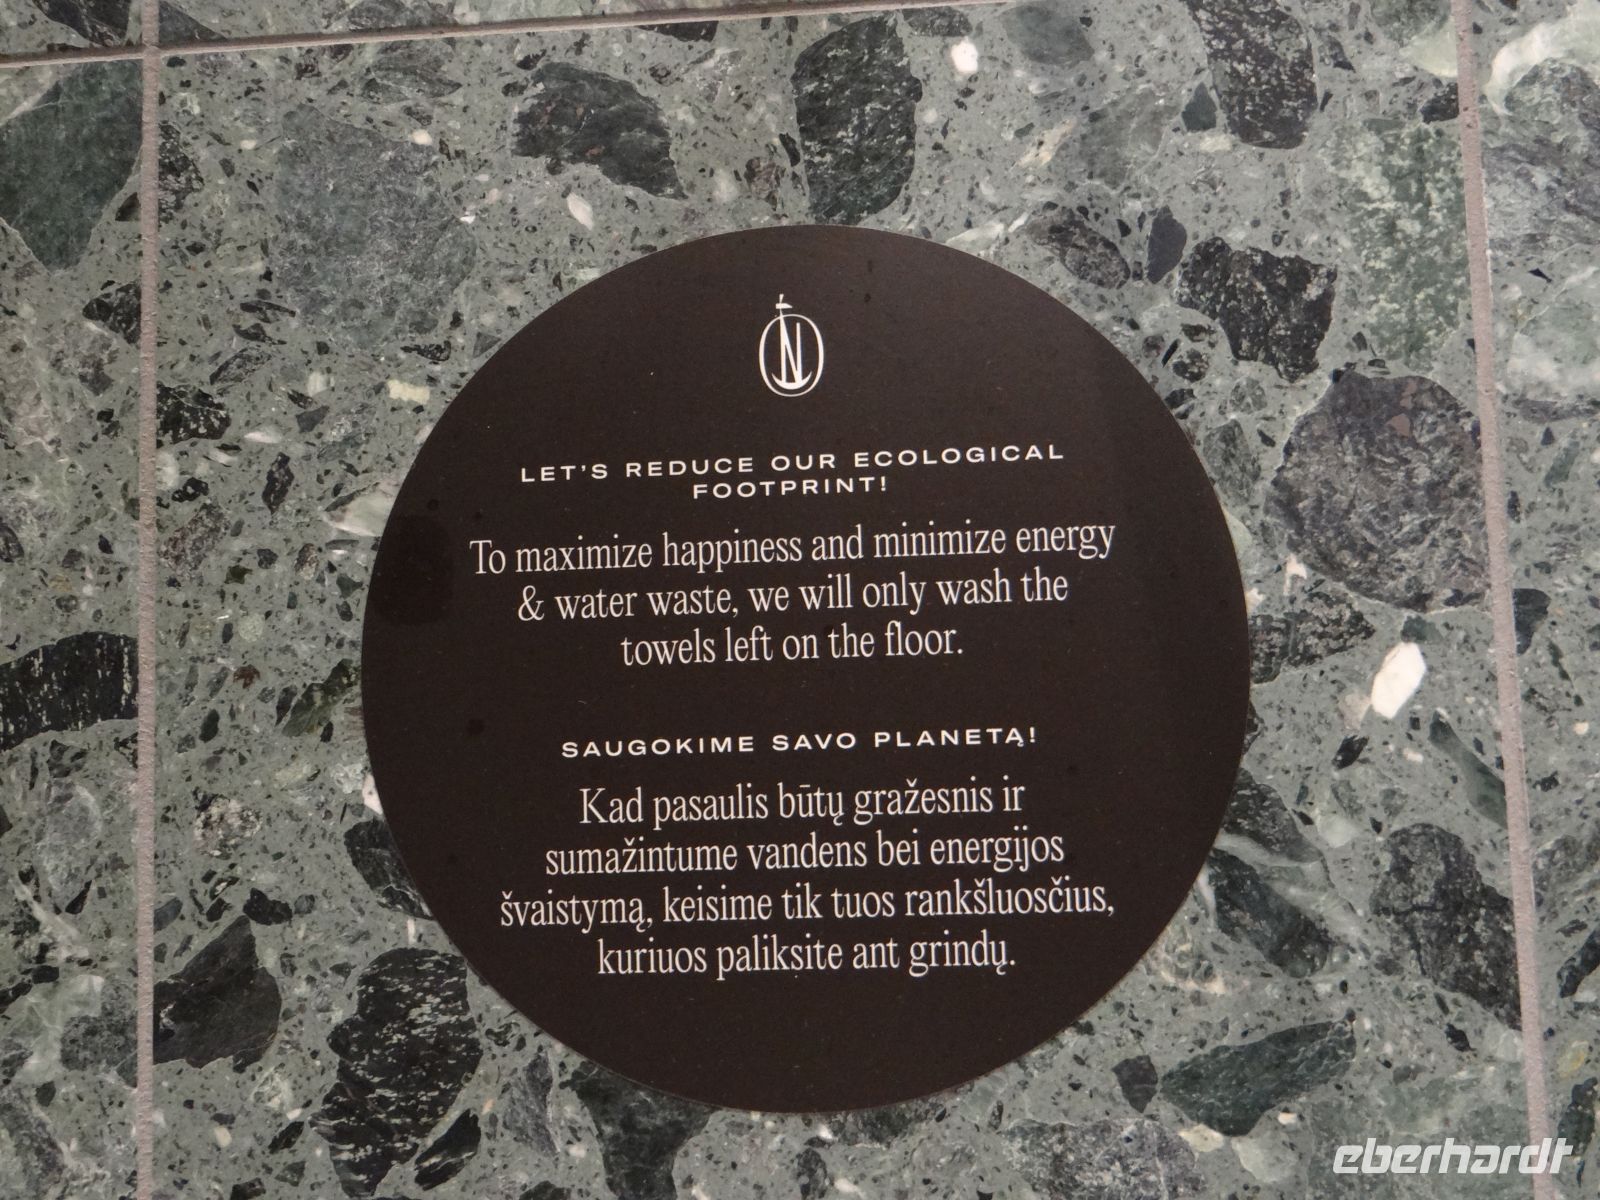 N
LET'S REDUCE OUR ECOLOGICAL
FOOTPRINT!
To maximize happiness and minimize energy
& water waste, we will only wash the
towels left on the floor.
SAUGOKIME SAVO PLANETĄ!
Kad pasaulis būtų gražesnis ir
sumažintume vandens bei energijos
švaistymą, keisime tik tuos rankšluosčius,
kuriuos paliksite ant grindų.
eberhardt